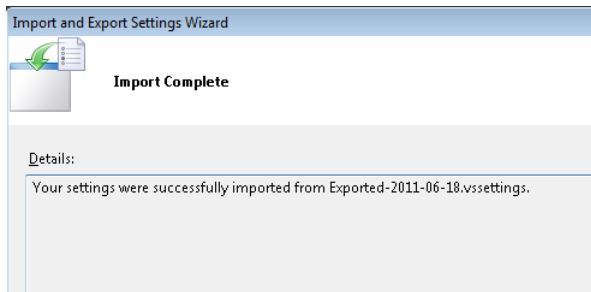 Import and Export Settings Wizard
Import Complete
Details:
Your settings were successfully imported from Exported-2011-06-18.vssettings.